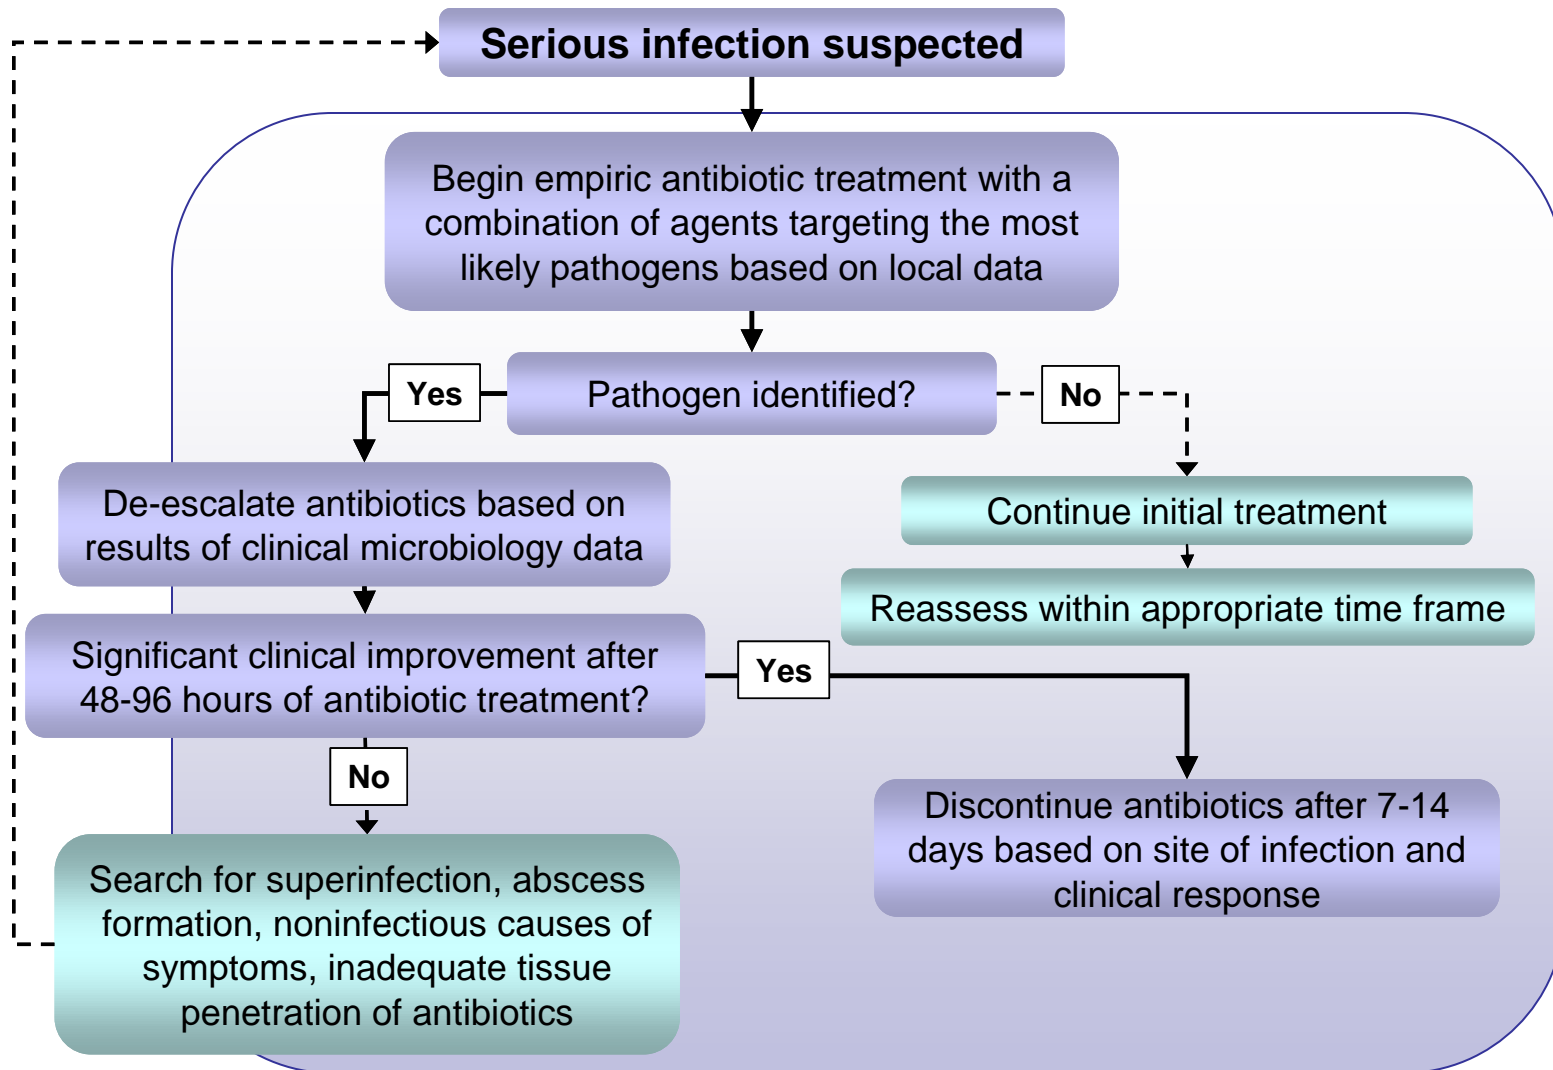 Serious infection suspected
Begin empiric antibiotic treatment with a
combination of agents targeting the most
likely pathogens based on local data
Yes
Pathogen identified?
No
De-escalate antibiotics based on
results of clinical microbiology data
Continue initial treatment
Reassess within appropriate time frame
Significant clinical improvement after
48-96 hours of antibiotic treatment?
Yes
No
Discontinue antibiotics after 7-14
days based on site of infection and
clinical response
Search for superinfection, abscess
formation, noninfectious causes of
symptoms, inadequate tissue
penetration of antibiotics